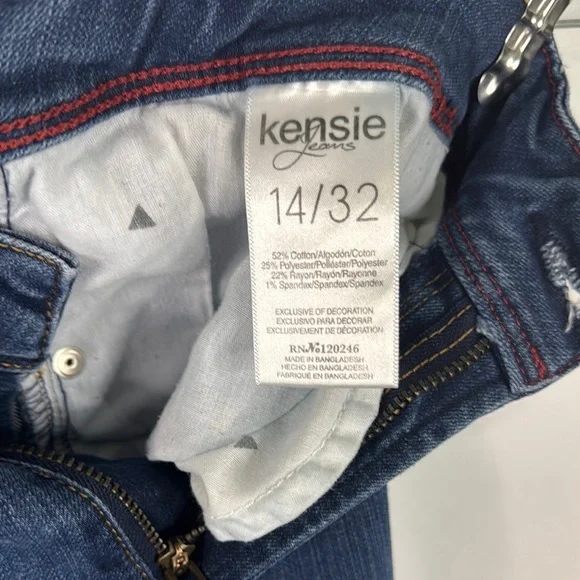 kensie
Jeans
14/32
52% Cotton/Algodón/Coton
25% Polyester/Poliéster/Polyester
22% Rayon/Rayón/Rayonne
1% Spandex/Spandex/Spandex
EXCLUSIVE OF DECORATION
EXCLUSIVO PARA DECORAR
EXCLUSIVEMENT DE DÉCORATION
RN№120246
MADE IN BANGLADESH
HECHO EN BANGLADESH
FABRIQUÉ EN BANGLADESH